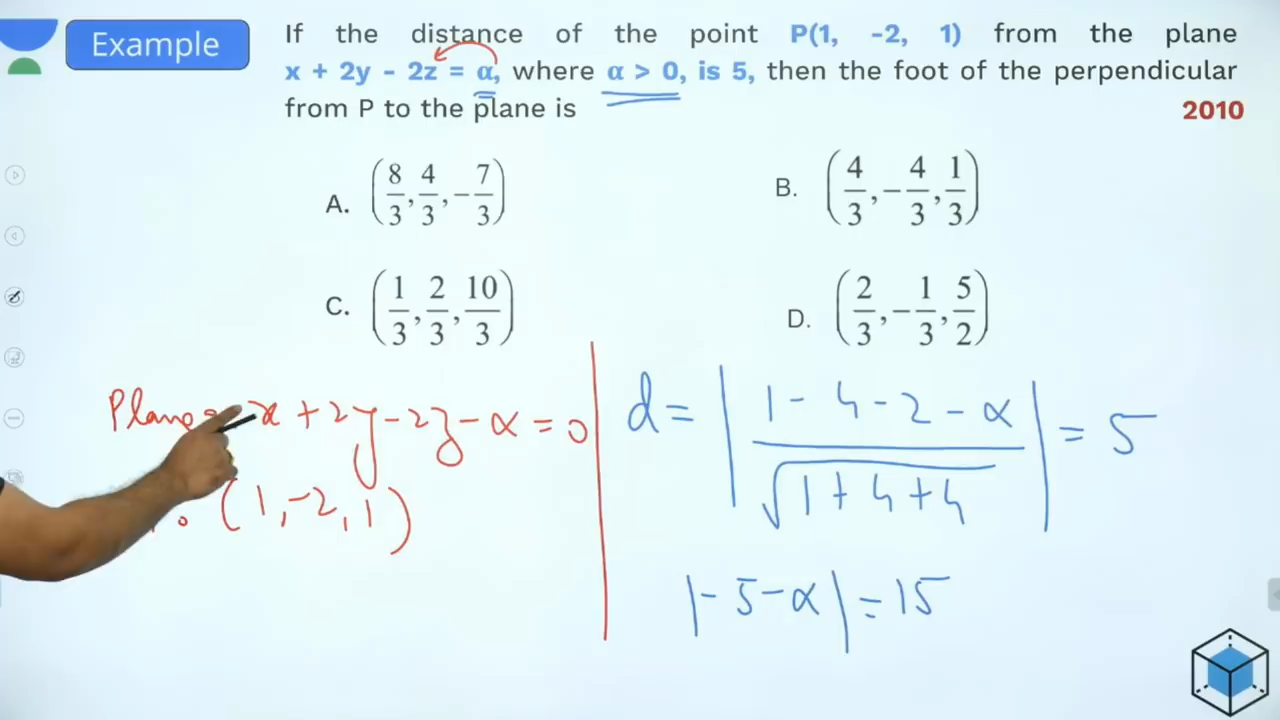 Example
If the distance of the point P(1, -2, 1) from the plane
x + 2y - 2z = α, where α > 0, is 5, then the foot of the perpendicular
from P to the plane is 2010
A. (8/3, 4/3, -7/3)
B. (4/3, -4/3, 1/3)
C. (1/3, 2/3, 10/3)
D. (2/3, -1/3, 5/2)
Plane x + 2y - 2z - α = 0
(1, -2, 1)
d = |1 - 4 - 2 - α / √1 + 4 + 4| = 5
|-5 - α| = 15